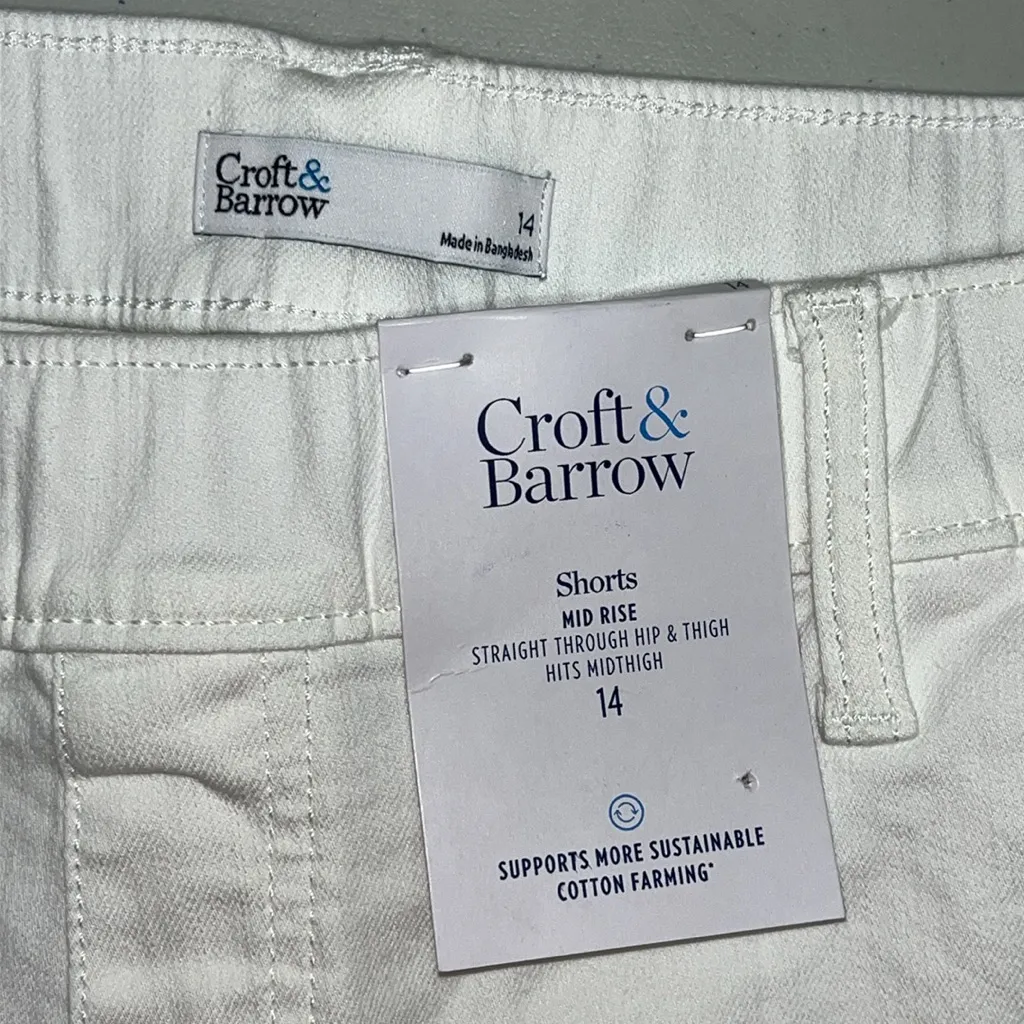 Croft&
Barrow
14
Made in Bangladesh
14
Croft&
Barrow
Shorts
MID RISE
STRAIGHT THROUGH HIP & THIGH
HITS MIDTHIGH
14
SUPPORTS MORE SUSTAINABLE
COTTON FARMING*